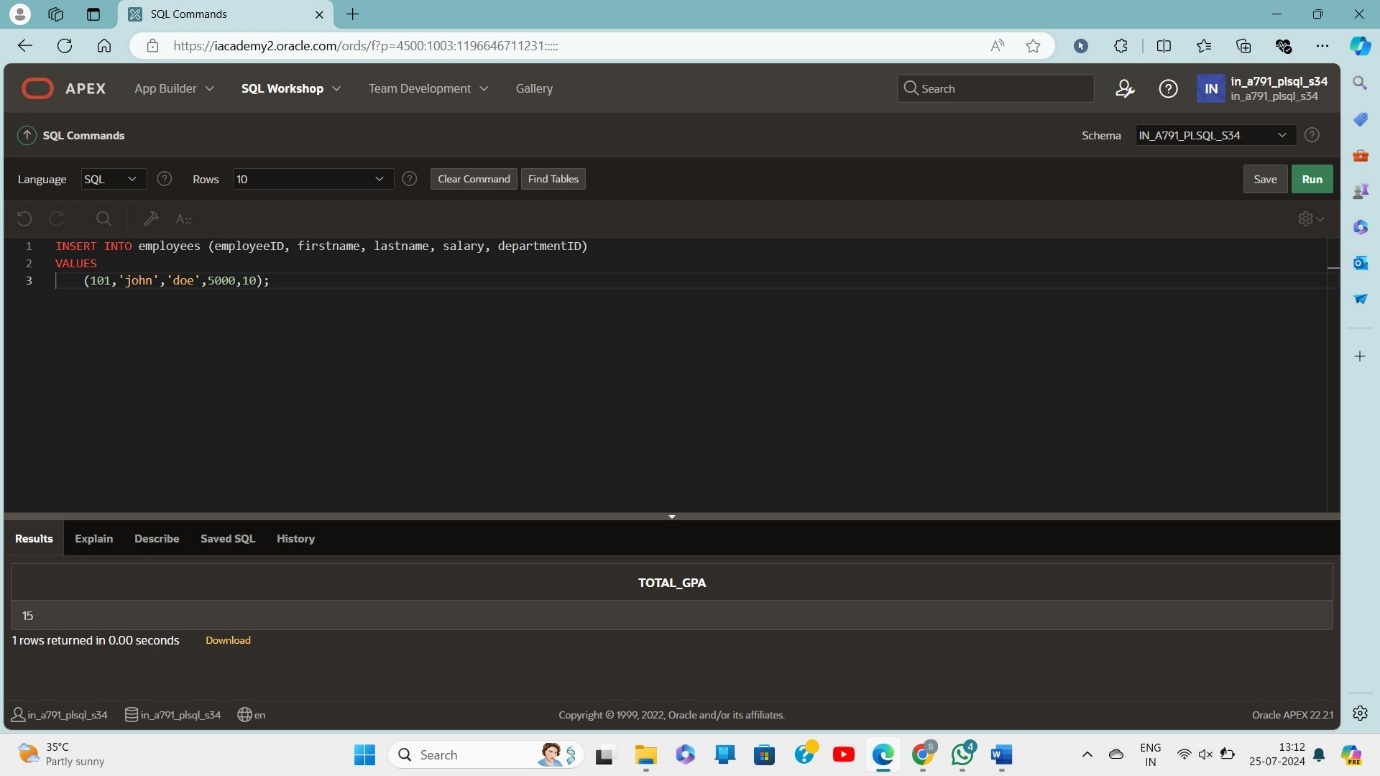 SQL Commands
https://iacademy2.oracle.com/ords/f?p=4500:1003:1196646711231:::::
APEX App Builder SQL Workshop Team Development Gallery Search IN in_a791_plsql_s34
in_a791_plsql_s34
SQL Commands Schema IN_A791_PLSQL_S34
Language SQL Rows 10 Clear Command Find Tables Save Run
1 INSERT INTO employees (employeeID, firstname, lastname, salary, departmentID)
2 VALUES
3 (101,'john','doe',5000,10);
Results Explain Describe Saved SQL History
TOTAL_GPA
15
1 rows returned in 0.00 seconds Download
in_a791_plsql_s34 in_a791_plsql_s34 en Copyright © 1999, 2022, Oracle and/or its affiliates. Oracle APEX 22.2.1
35°C
Partly sunny
Search
S
4
ENG
IN
13:12
25-07-2024
PRE